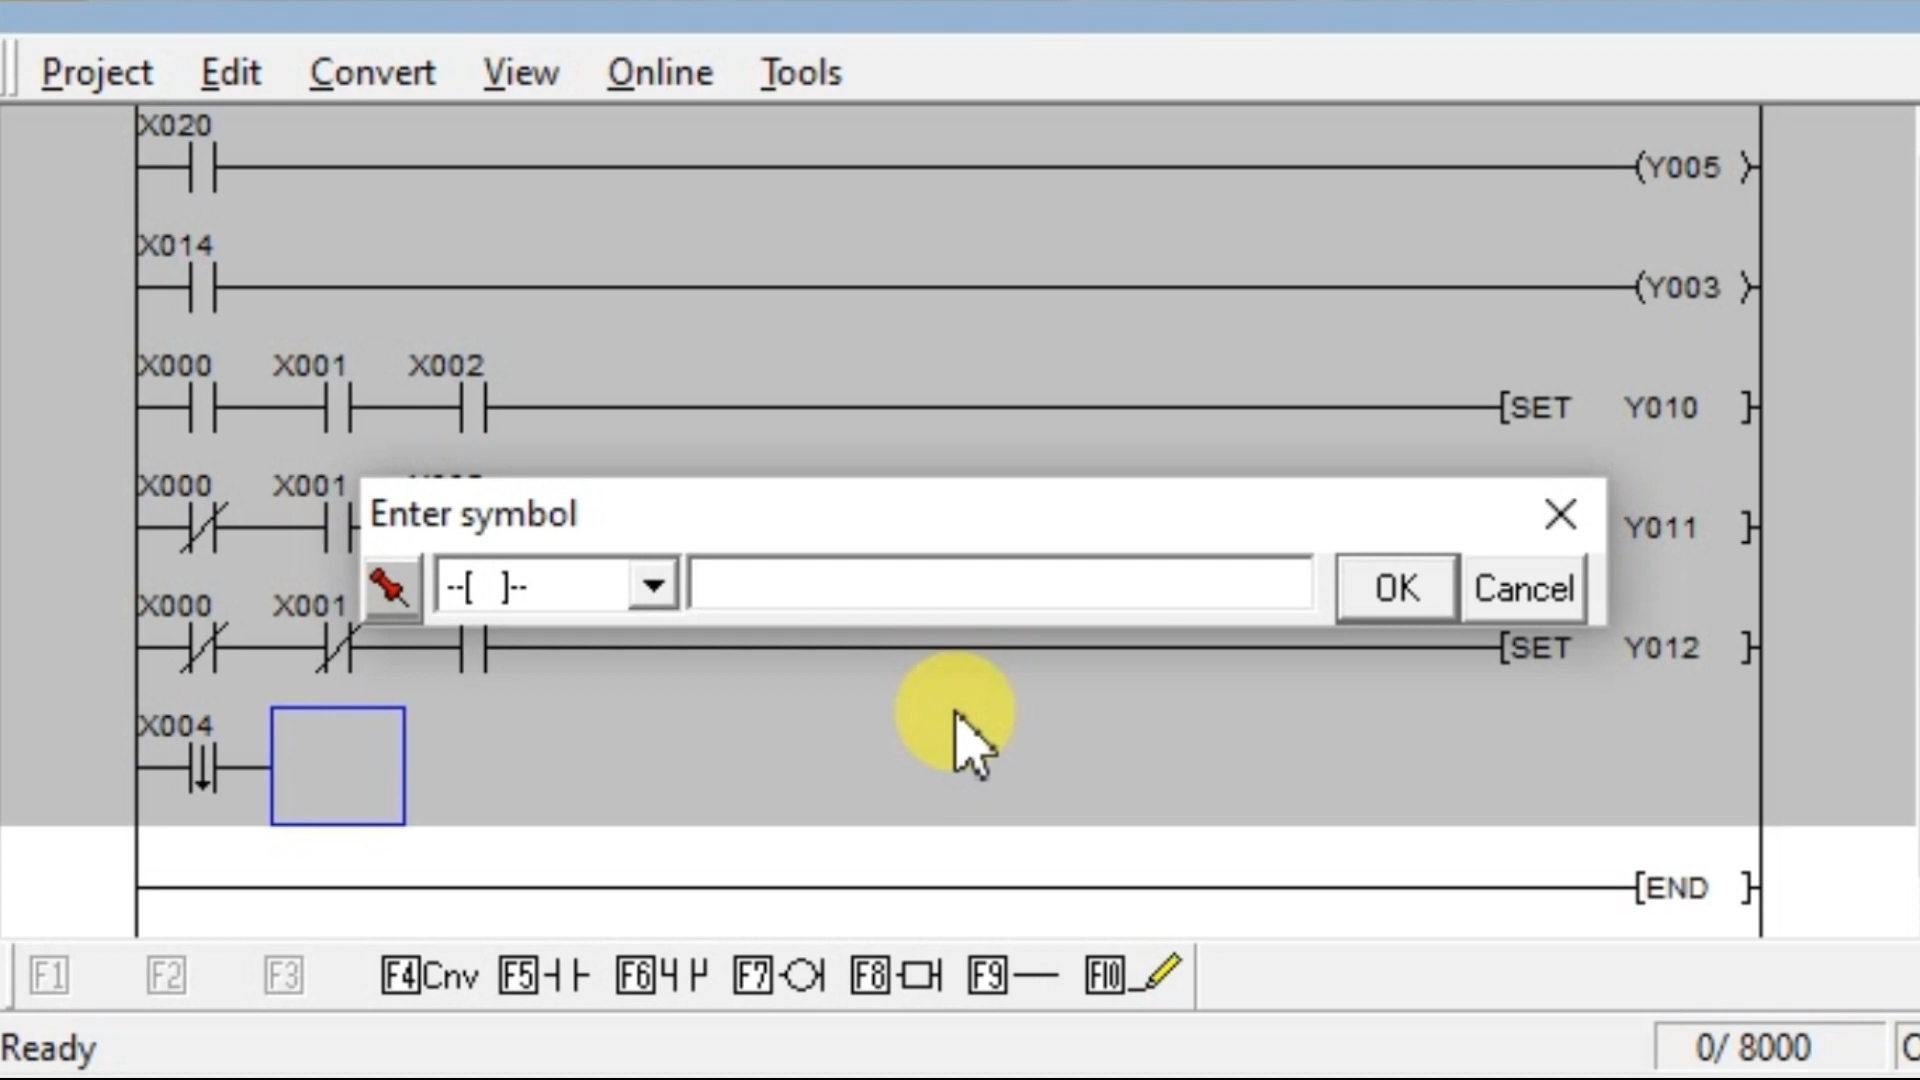 Project Edit Convert View Online Tools
X020
(Y005 )
X014
(Y003 )
X000 X001 X002
[SET Y010 ]
X000 X001
Enter symbol
Y011 ]
--[ ]-- OK Cancel
X000 X001
[SET Y012 ]
X004
[END ]
F1 F2 F3 F4 Cnv F5 F6 F7 F8 F9 F10
Ready 0/ 8000